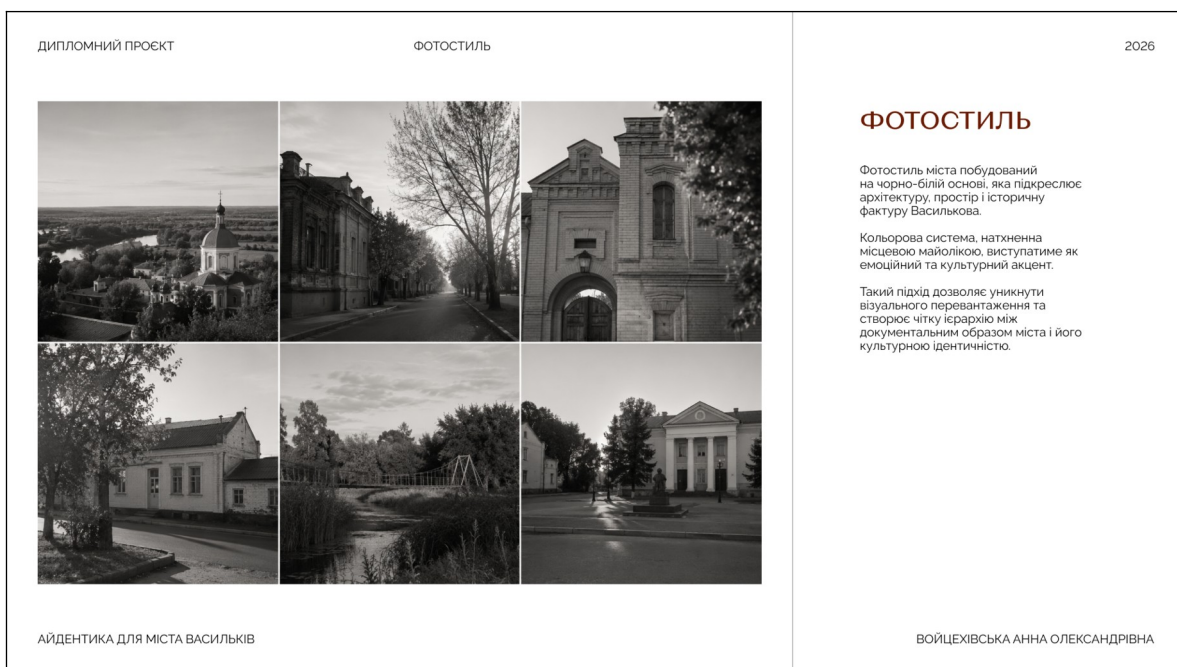 ДИПЛОМНИЙ ПРОЄКТ
ФОТОСТИЛЬ
2026
ФОТОСТИЛЬ
Фотостиль міста побудований
на чорно-білій основі, яка підкреслює
архітектуру, простір і історичну
фактуру Василькова.
Кольорова система, натхненна
місцевою майолікою, виступатиме як
емоційний та культурний акцент.
Такий підхід дозволяє уникнути
візуального перевантаження та
створює чітку ієрархію між
документальним образом міста і його
культурною ідентичністю.
АЙДЕНТИКА ДЛЯ МІСТА ВАСИЛЬКІВ
ВОЙЦЕХІВСЬКА АННА ОЛЕКСАНДРІВНА